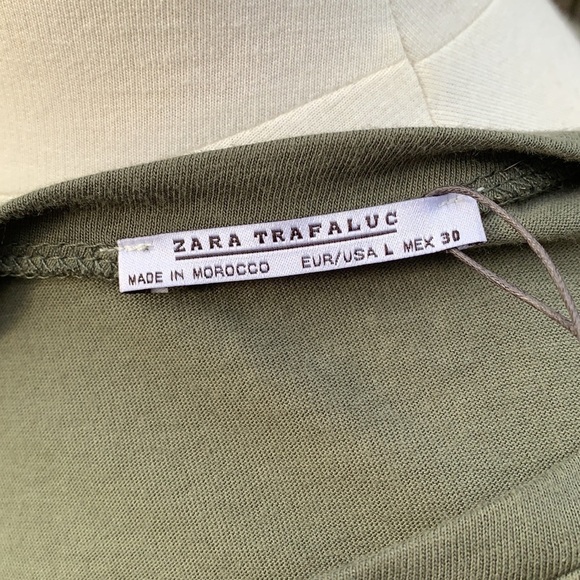 ZARA TRAFALUC
MADE IN MOROCCO EUR/USA L MEX 30